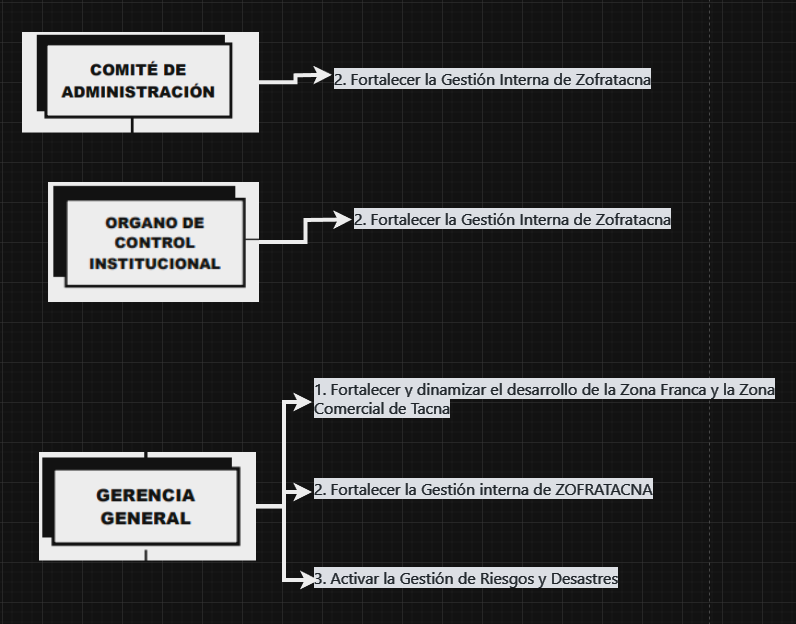 COMITÉ DE
ADMINISTRACIÓN
2. Fortalecer la Gestión Interna de Zofratacna
ORGANO DE
CONTROL
INSTITUCIONAL
2. Fortalecer la Gestión Interna de Zofratacna
1. Fortalecer y dinamizar el desarrollo de la Zona Franca y la Zona
Comercial de Tacna
GERENCIA
GENERAL
2. Fortalecer la Gestión interna de ZOFRATACNA
3. Activar la Gestión de Riesgos y Desastres